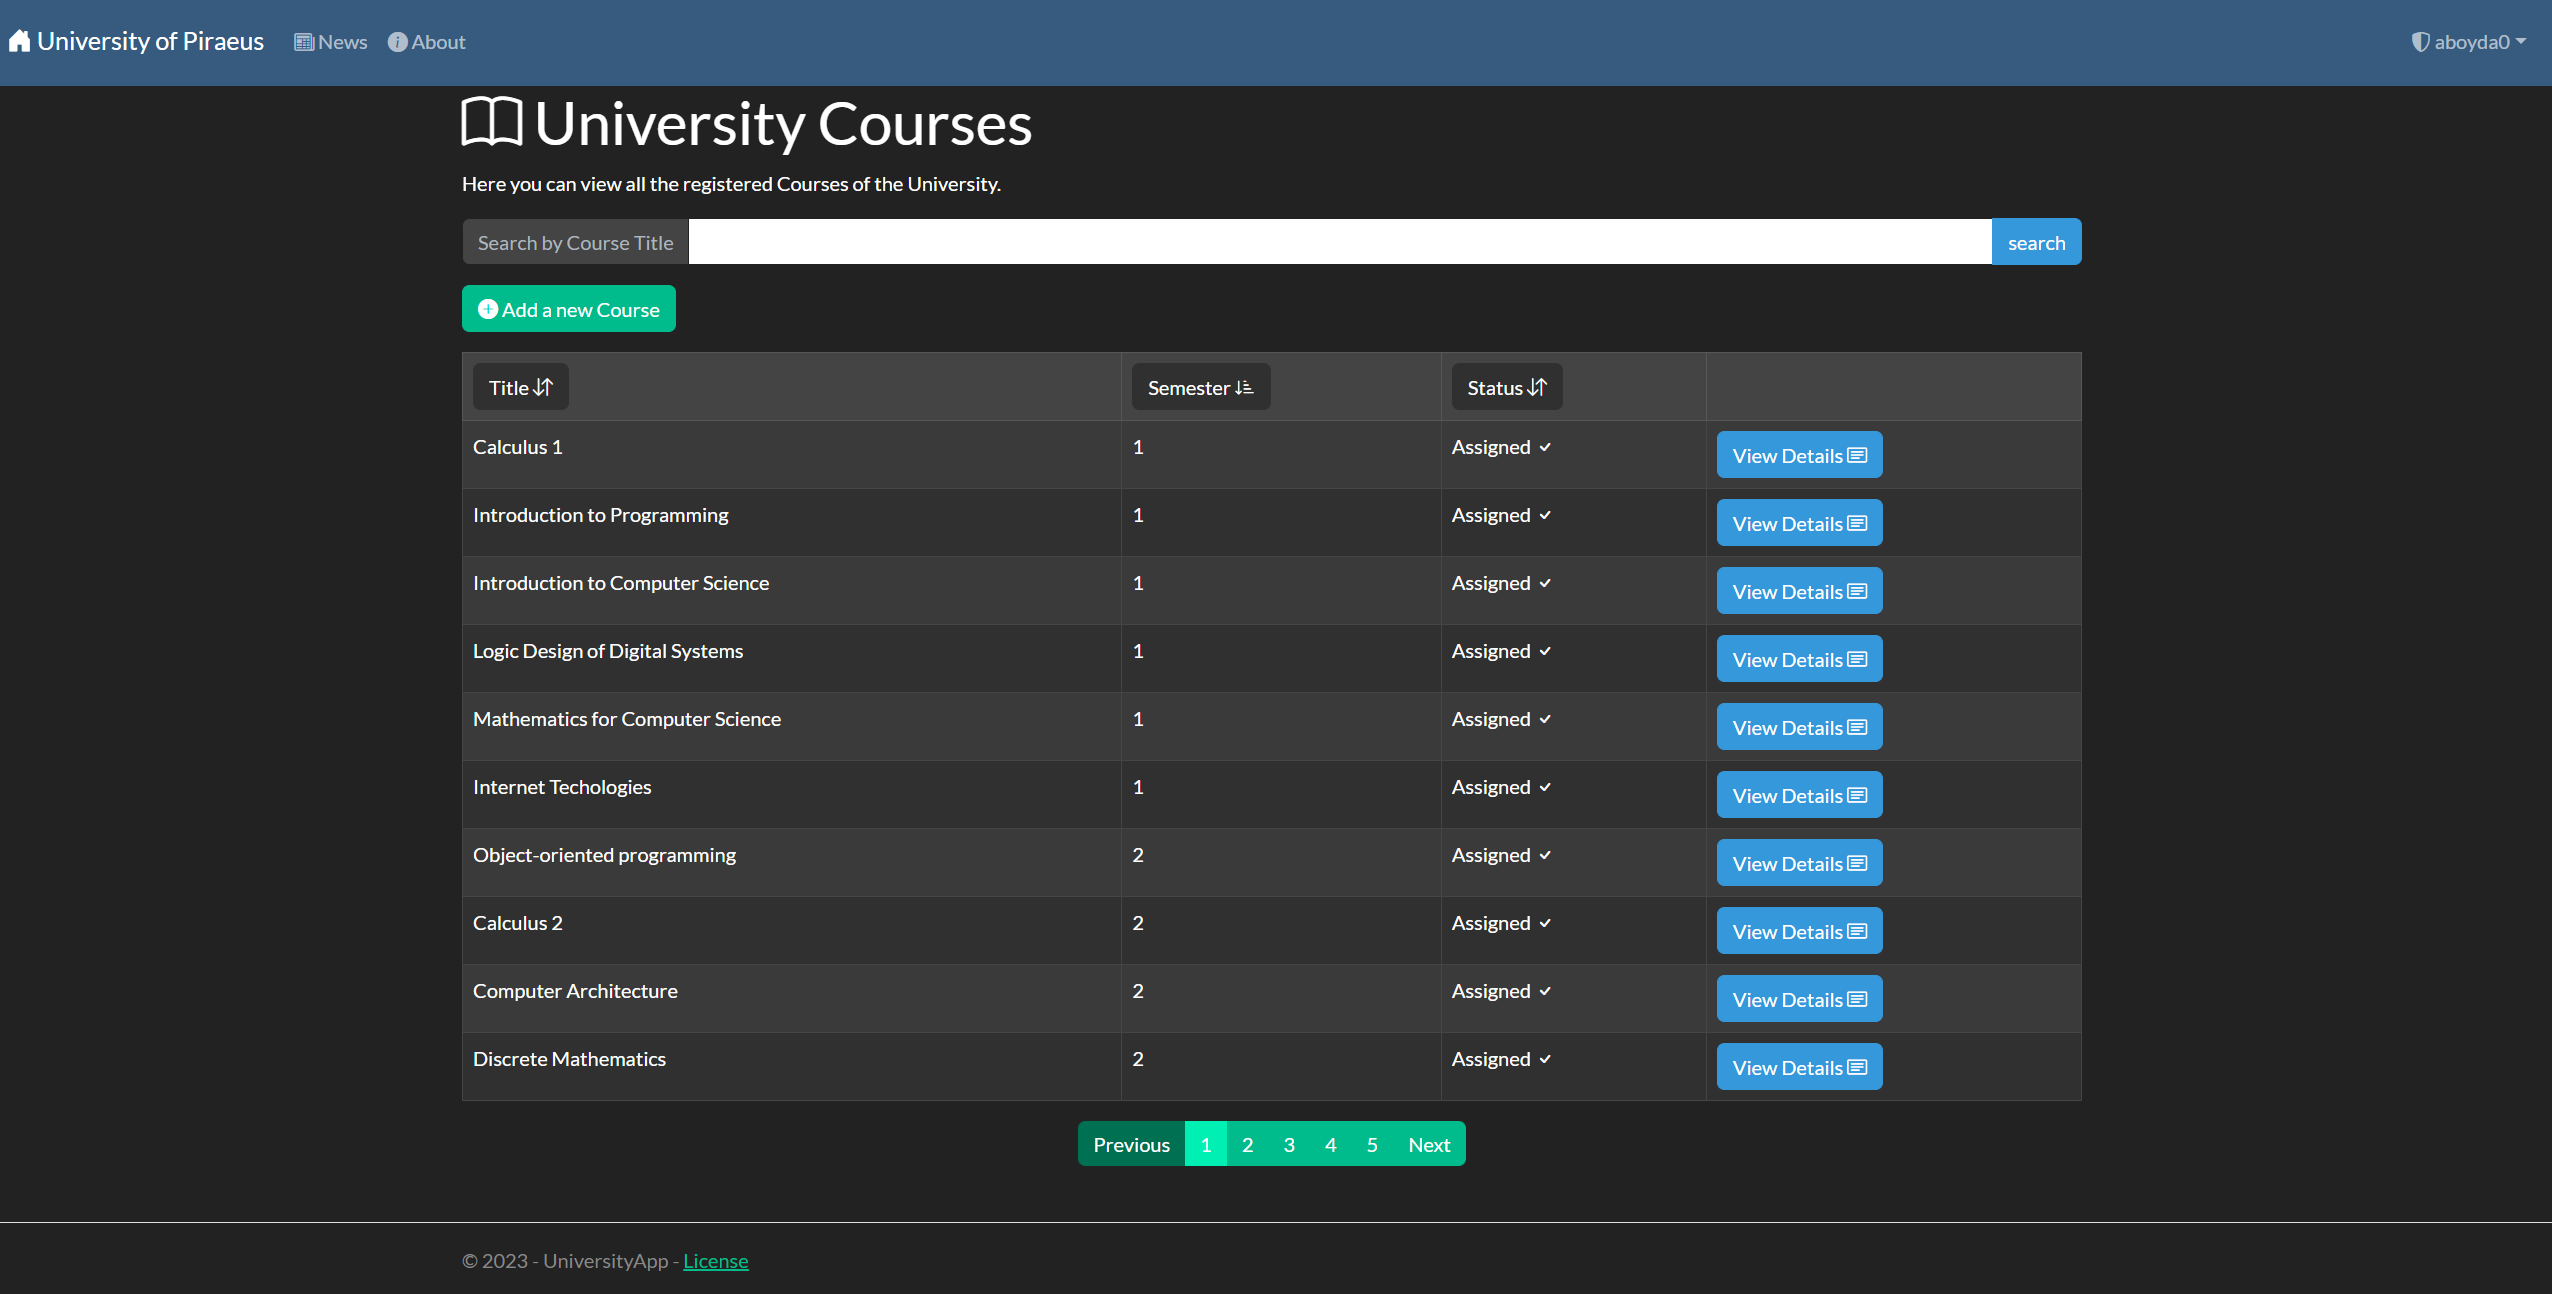 University of Piraeus News About aboyda0
University Courses
Here you can view all the registered Courses of the University.
Search by Course Title search
Add a new Course
Title Semester Status
Calculus 1 1 Assigned View Details
Introduction to Programming 1 Assigned View Details
Introduction to Computer Science 1 Assigned View Details
Logic Design of Digital Systems 1 Assigned View Details
Mathematics for Computer Science 1 Assigned View Details
Internet Techologies 1 Assigned View Details
Object-oriented programming 2 Assigned View Details
Calculus 2 2 Assigned View Details
Computer Architecture 2 Assigned View Details
Discrete Mathematics 2 Assigned View Details
Previous 1 2 3 4 5 Next
© 2023 - UniversityApp - License